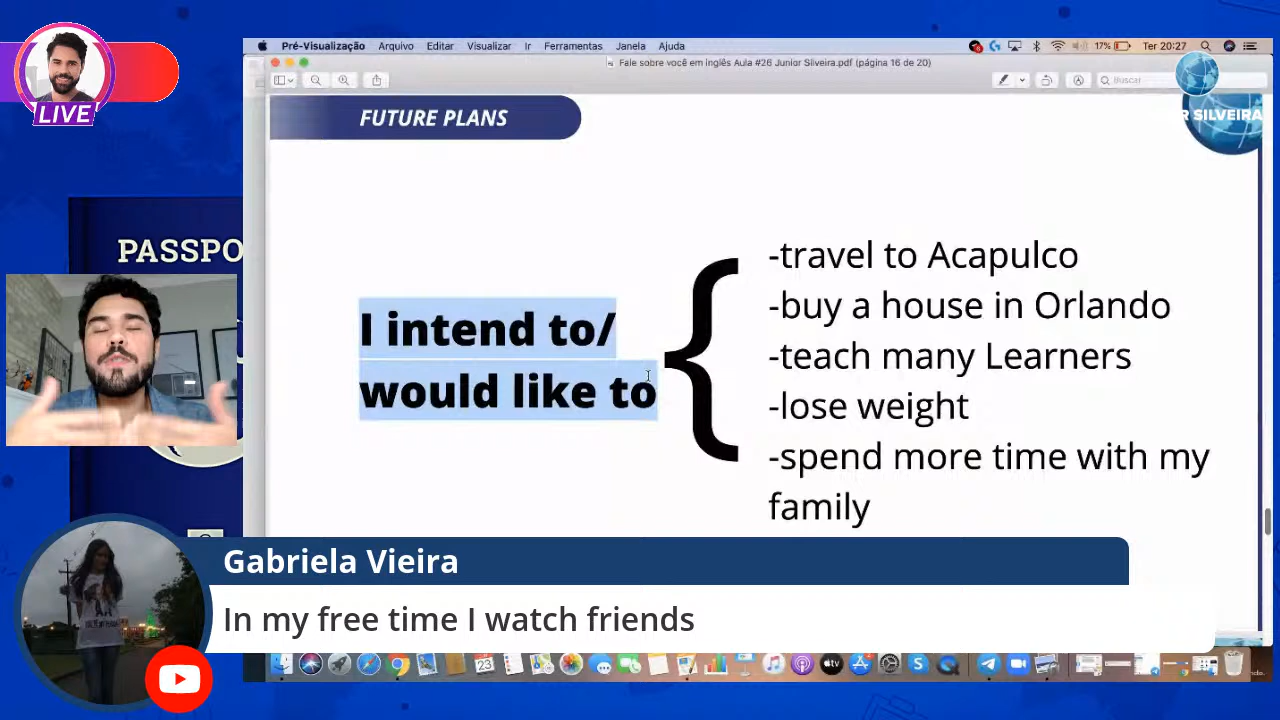 LIVE
Pré-Visualização Arquivo Editar Visualizar Ir Ferramentas Janela Ajuda 17% Ter 20:27
Fale sobre você em Inglês Aula #26 Junior Silveira.pdf (página 16 de 20)
Buscar
FUTURE PLANS
R SILVEIRA
PASSPO
I intend to/
would like to
{
-travel to Acapulco
-buy a house in Orlando
-teach many Learners
-lose weight
-spend more time with my
family
Gabriela Vieira
In my free time I watch friends
23
tv